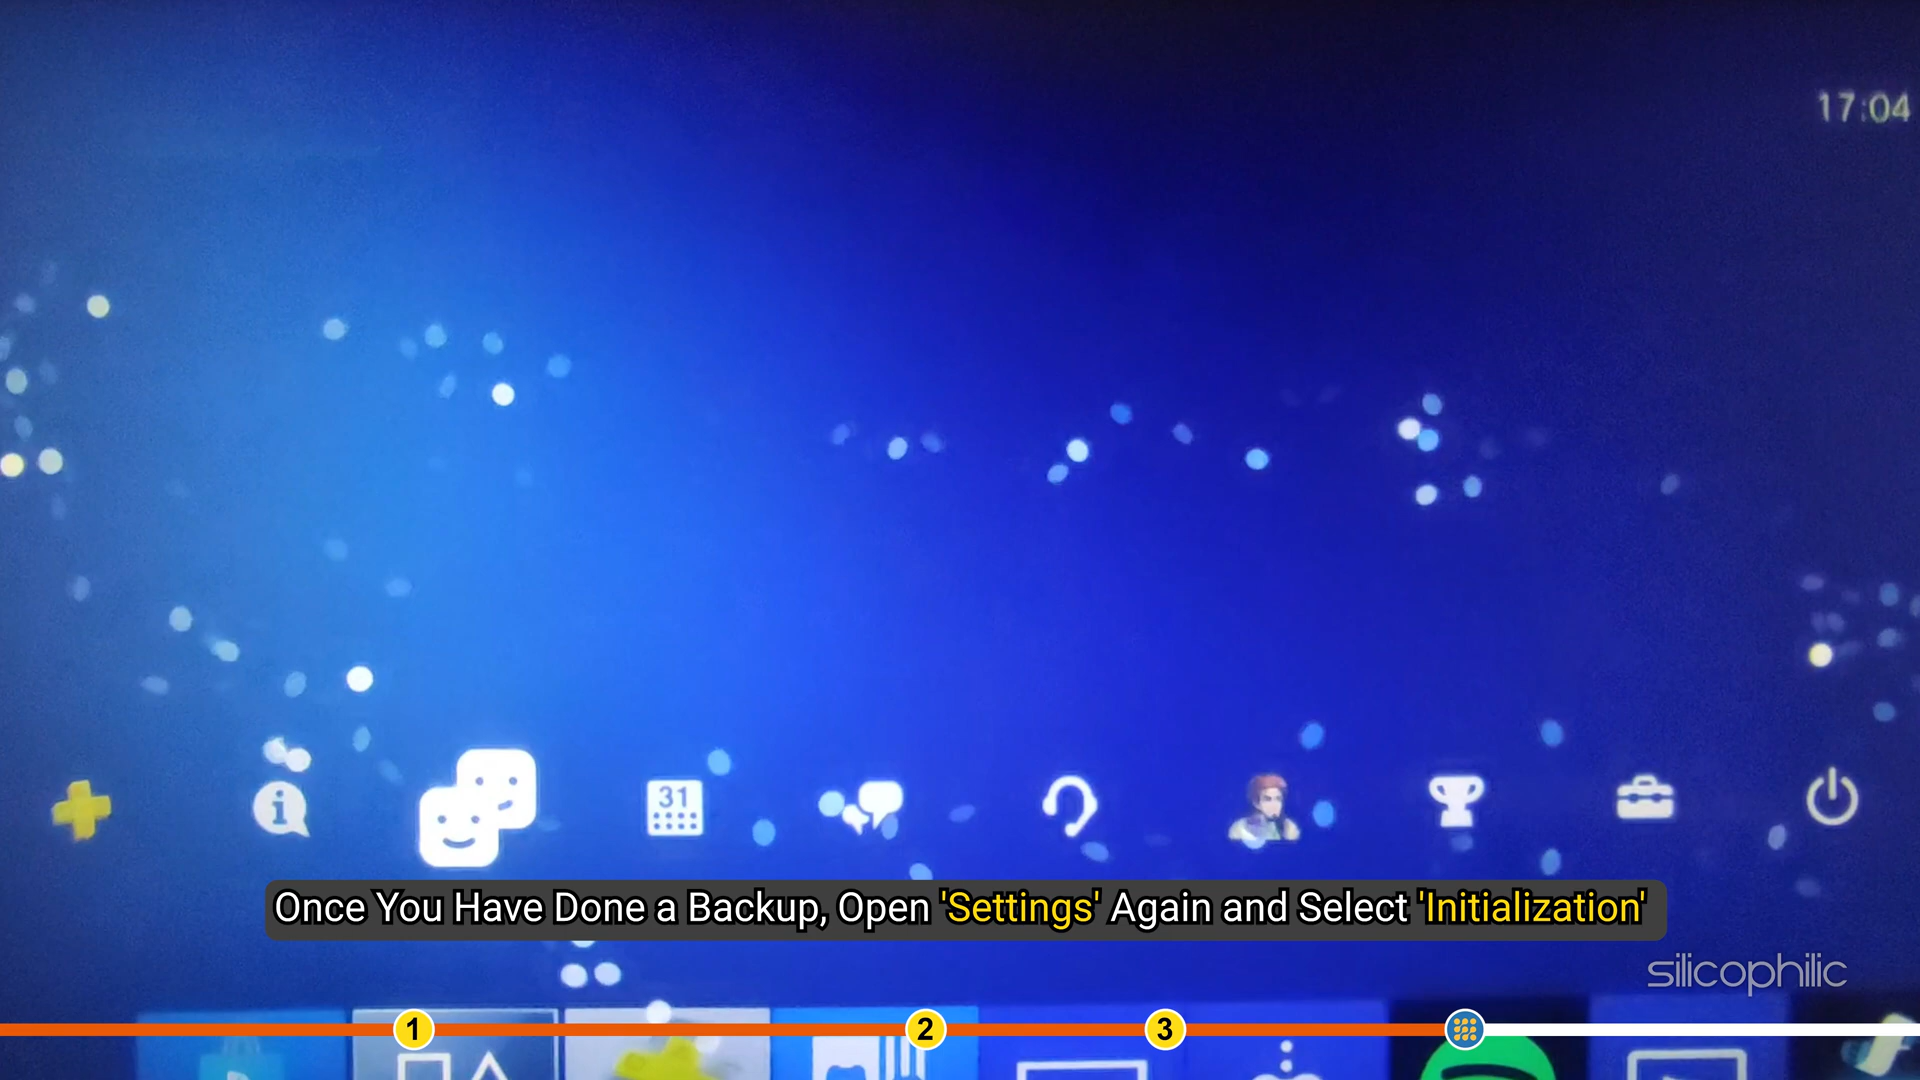 17:04
31
Once You Have Done a Backup, Open 'Settings' Again and Select 'Initialization'
silicophilic
1
2
3